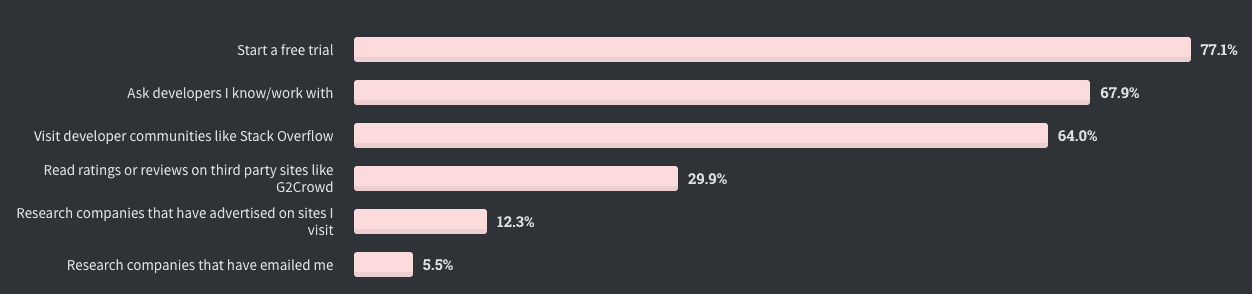 Start a free trial
77.1%
Ask developers I know/work with
67.9%
Visit developer communities like Stack Overflow
64.0%
Read ratings or reviews on third party sites like
G2Crowd
29.9%
Research companies that have advertised on sites I
visit
12.3%
Research companies that have emailed me
5.5%